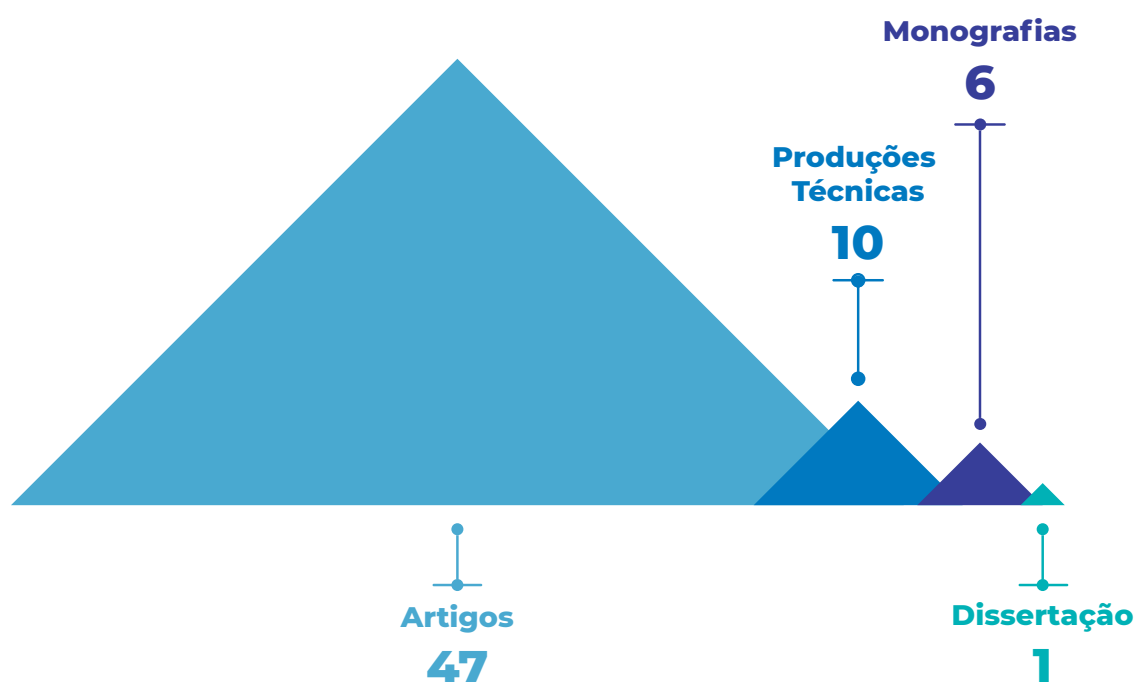 Monografias
6
Produções
Técnicas
10
Artigos
47
Dissertação
1